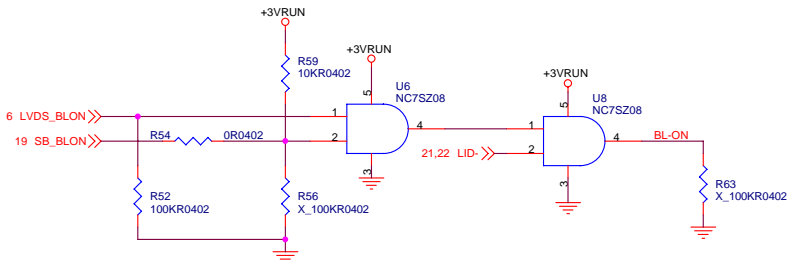 +3VRUN
R59
10KR0402
+3VRUN
U6
NC7SZ08
+3VRUN
U8
NC7SZ08
5
5
6 LVDS_BLON
1
4
1
19 SB_BLON
R54
0R0402
2
4
BL-ON
21,22 LID-
2
3
3
R52
100KR0402
R56
X_100KR0402
R63
X_100KR0402